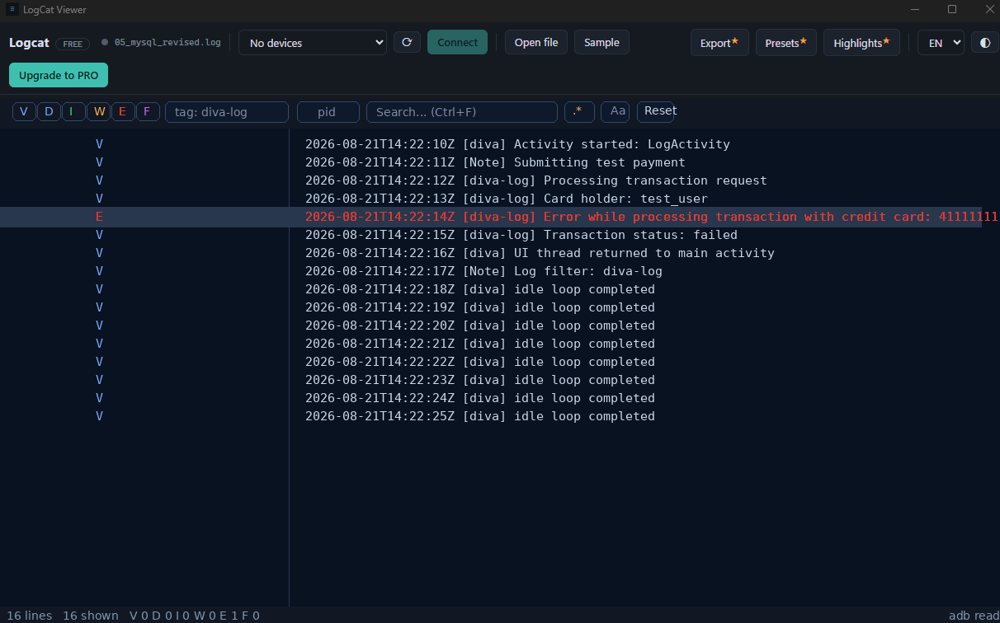 LogCat Viewer
Logcat FREE 05_mysql_revised.log No devices Connect Open file Sample Export★ Presets★ Highlights★ EN
Upgrade to PRO
V D I W E F tag: diva-log pid Search... (Ctrl+F) .* Aa Reset
V 2026-08-21T14:22:10Z [diva] Activity started: LogActivity
V 2026-08-21T14:22:11Z [Note] Submitting test payment
V 2026-08-21T14:22:12Z [diva-log] Processing transaction request
V 2026-08-21T14:22:13Z [diva-log] Card holder: test_user
E 2026-08-21T14:22:14Z [diva-log] Error while processing transaction with credit card: 41111111
V 2026-08-21T14:22:15Z [diva-log] Transaction status: failed
V 2026-08-21T14:22:16Z [diva] UI thread returned to main activity
V 2026-08-21T14:22:17Z [Note] Log filter: diva-log
V 2026-08-21T14:22:18Z [diva] idle loop completed
V 2026-08-21T14:22:19Z [diva] idle loop completed
V 2026-08-21T14:22:20Z [diva] idle loop completed
V 2026-08-21T14:22:21Z [diva] idle loop completed
V 2026-08-21T14:22:22Z [diva] idle loop completed
V 2026-08-21T14:22:23Z [diva] idle loop completed
V 2026-08-21T14:22:24Z [diva] idle loop completed
V 2026-08-21T14:22:25Z [diva] idle loop completed
16 lines 16 shown V 0 D 0 I 0 W 0 E 1 F 0 adb read